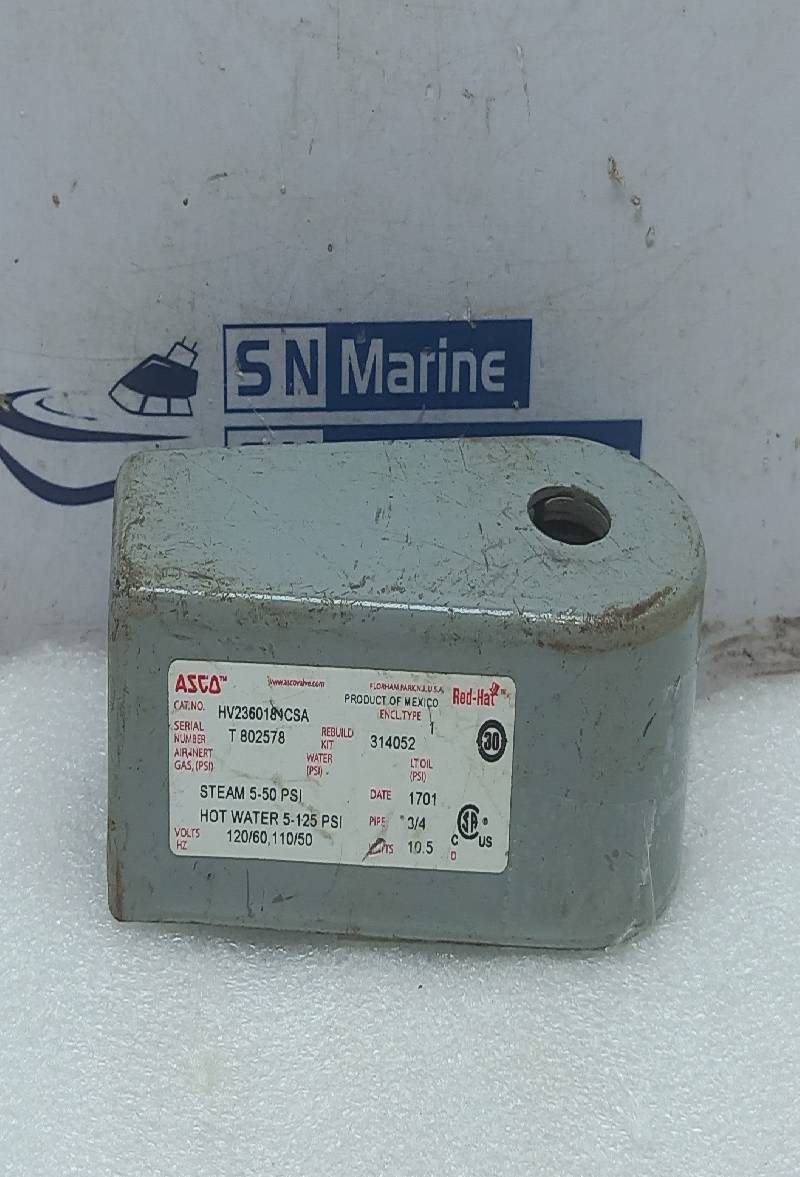 SN Marine
ASCO™ www.ascovalve.com FLORHAM PARK N.J. U.S.A. Red-Hat
PRODUCT OF MEXICO
CAT.NO. HV2360181CSA ENCL.TYPE 1
SERIAL NUMBER T 802578 REBUILD KIT 314052 30
AIR-INERT GAS, (PSI) WATER (PSI) LT OIL (PSI)
STEAM 5-50 PSI DATE 1701
HOT WATER 5-125 PSI PIPE 3/4
VOLTS HZ 120/60,110/50 WATTS 10.5
C SA ® US
D